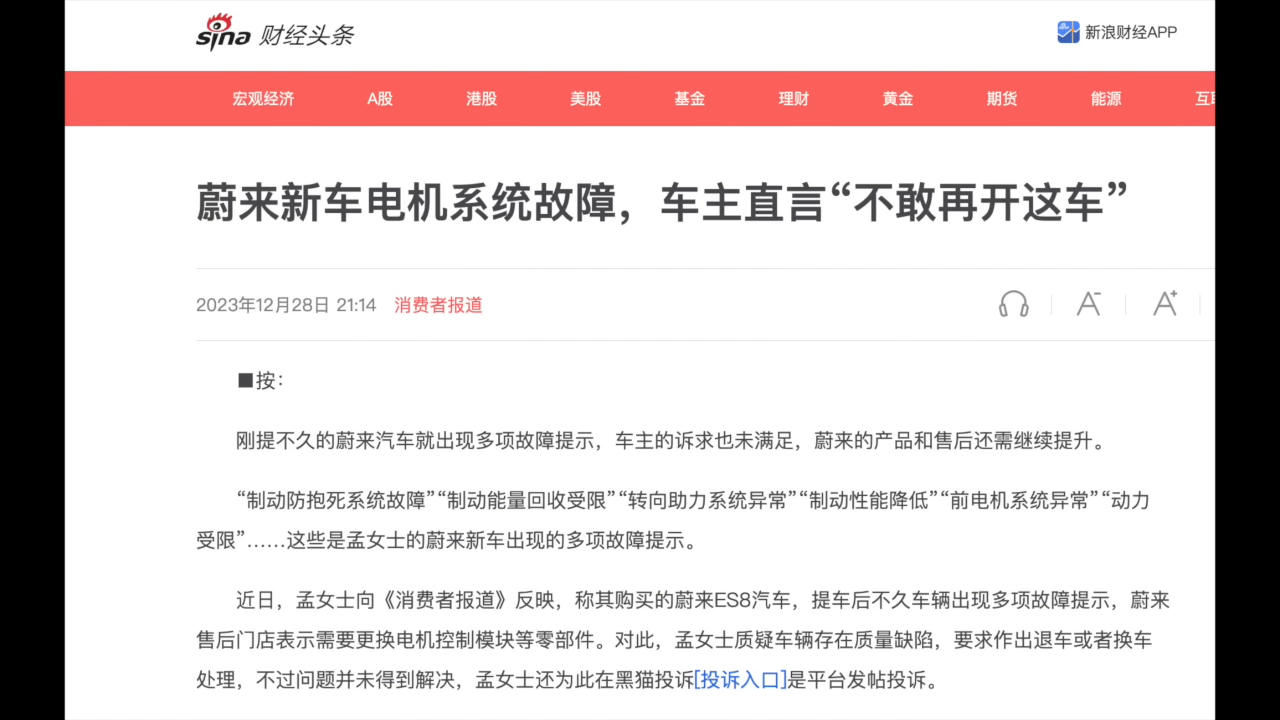 sina 财经头条
新浪财经APP
宏观经济 A股 港股 美股 基金 理财 黄金 期货 能源 互
蔚来新车电机系统故障，车主直言“不敢再开这车”
2023年12月28日 21:14 消费者报道
A- A+
■按：
刚提不久的蔚来汽车就出现多项故障提示，车主的诉求也未满足，蔚来的产品和售后还需继续提升。
“制动防抱死系统故障”“制动能量回收受限”“转向助力系统异常”“制动性能降低”“前电机系统异常”“动力
受限”……这些是孟女士的蔚来新车出现的多项故障提示。
近日，孟女士向《消费者报道》反映，称其购买的蔚来ES8汽车，提车后不久车辆出现多项故障提示，蔚来
售后门店表示需要更换电机控制模块等零部件。对此，孟女士质疑车辆存在质量缺陷，要求作出退车或者换车
处理，不过问题并未得到解决，孟女士还为此在黑猫投诉[投诉入口]是平台发帖投诉。